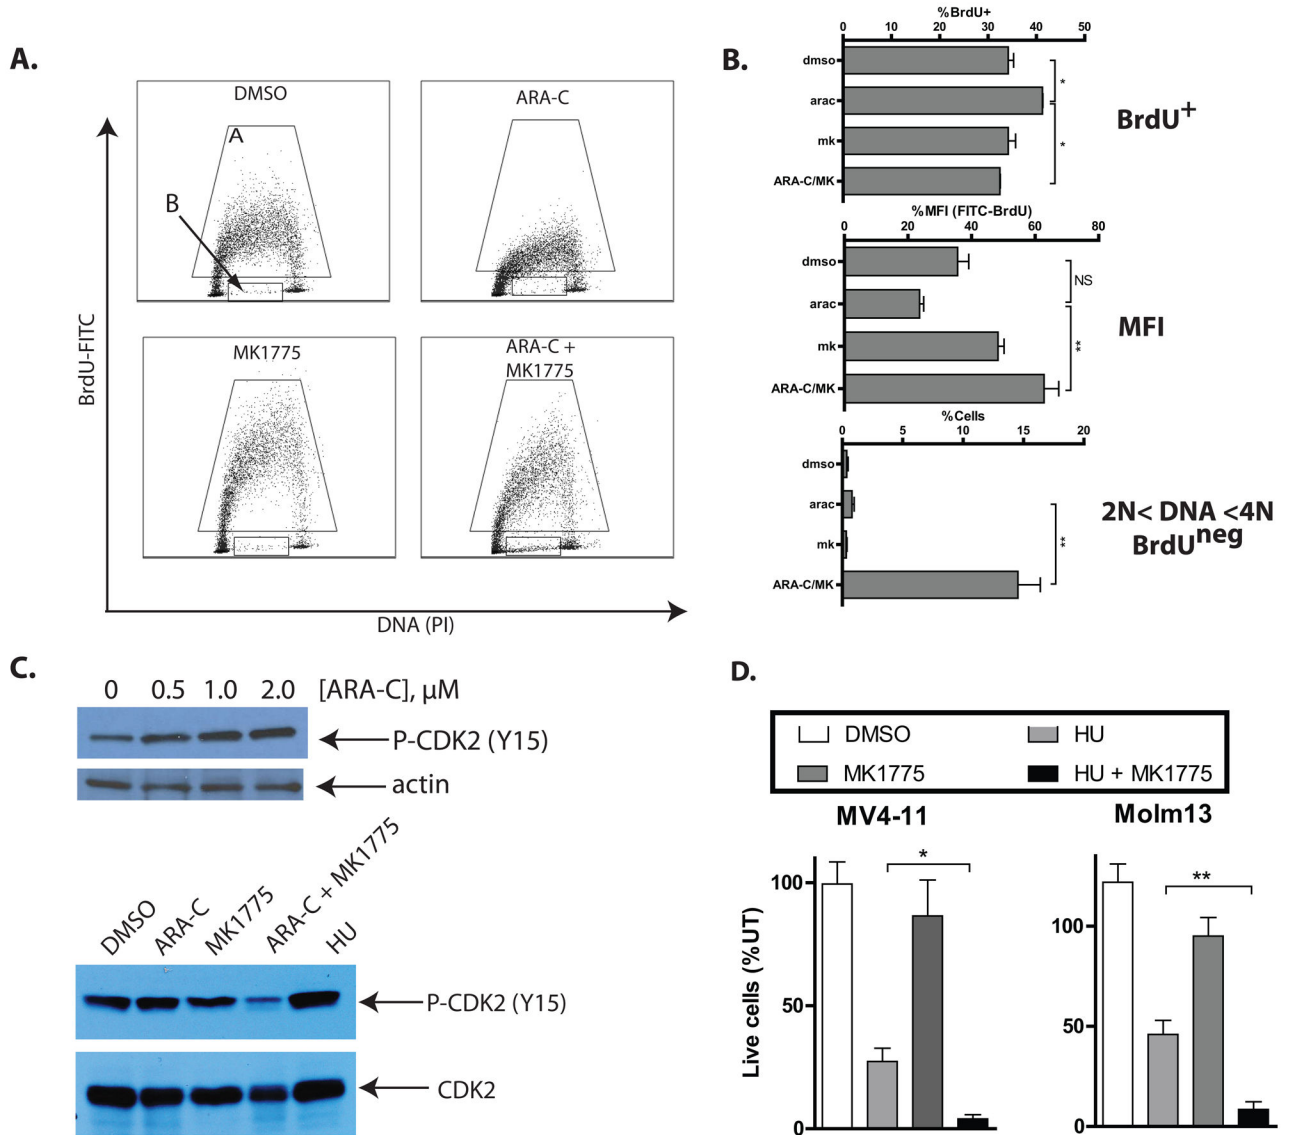 A.
DMSO
A
B
ARA-C
MK1775
ARA-C +
MK1775
BrdU-FITC
DNA (PI)
B.
%BrdU+
0 10 20 30 40 50
dmso
arac
mk
ARA-C/MK
*
*
BrdU+
%MFI (FITC-BrdU)
0 20 40 60 80
dmso
arac
mk
ARA-C/MK
NS
**
MFI
%Cells
0 5 10 15 20
dmso
arac
mk
ARA-C/MK
**
2N< DNA <4N
BrdUneg
C.
0 0.5 1.0 2.0 [ARA-C], µM
P-CDK2 (Y15)
actin
DMSO
ARA-C
MK1775
ARA-C + MK1775
HU
P-CDK2 (Y15)
CDK2
D.
DMSO
HU
MK1775
HU + MK1775
MV4-11
Live cells (%UT)
100
50
0
*
Molm13
100
50
0
**